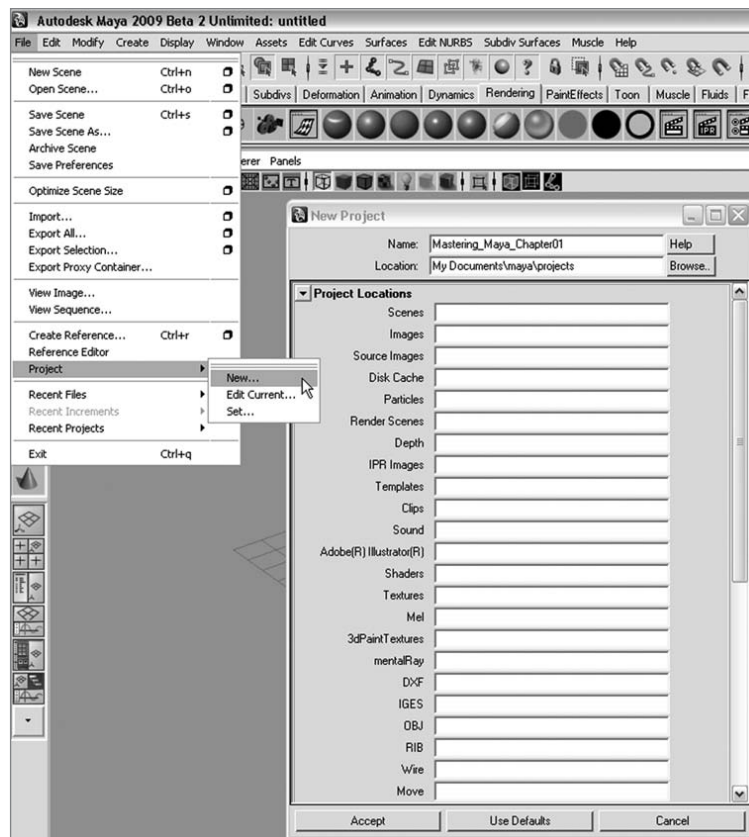 Autodesk Maya 2009 Beta 2 Unlimited: untitled
File Edit Modify Create Display Window Assets Edit Curves Surfaces Edit NURBS Subdiv Surfaces Muscle Help
Subdivs Deformation Animation Dynamics Rendering PaintEffects Toon Muscle Fluids F
IPR
erer Panels
New Scene Ctrl+n
Open Scene... Ctrl+o
Save Scene Ctrl+s
Save Scene As...
Archive Scene
Save Preferences
Optimize Scene Size
Import...
Export All...
Export Selection...
Export Proxy Container...
View Image...
View Sequence...
Create Reference... Ctrl+r
Reference Editor
Project
Recent Files
Recent Increments
Recent Projects
Exit Ctrl+q
New...
Edit Current...
Set...
New Project
Name: Mastering_Maya_Chapter01 Help
Location: My Documents\maya\projects Browse..
Project Locations
Scenes
Images
Source Images
Disk Cache
Particles
Render Scenes
Depth
IPR Images
Templates
Clips
Sound
Adobe(R) Illustrator(R)
Shaders
Textures
Mel
3dPaintTextures
mentalRay
DXF
IGES
OBJ
RIB
Wire
Move
Accept Use Defaults Cancel